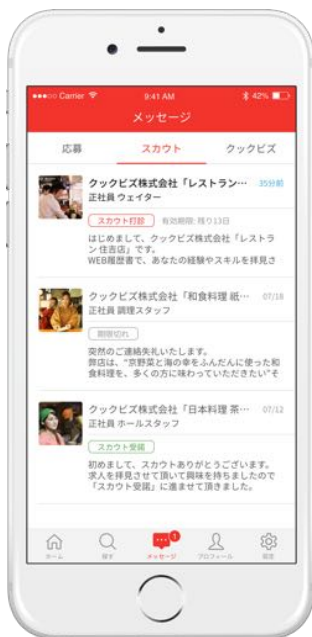 Carrier 9:41 AM 42%
メッセージ
応募 スカウト クックビズ
クックビズ株式会社「レストラン… 35分前
正社員 ウェイター
スカウト打診 有効期限: 残り13日
はじめまして、クックビズ株式会社「レストラ
ン 住吉店」です。
WEB履歴書で、あなたの経験やスキルを拝見さ
クックビズ株式会社「和食料理 祇… 07/18
正社員 調理スタッフ
期限切れ
突然のご連絡失礼いたします。
弊店は、“京野菜と海の幸をふんだんに使った和
食料理を、多くの方に味わっていただきたい”そ
クックビズ株式会社「日本料理 茶… 07/12
正社員 ホールスタッフ
スカウト受諾
初めまして、スカウトありがとうございます。
求人を拝見させて頂いて興味を持ちましたので
「スカウト受諾」に進ませて頂きました。
1
ホーム 探す メッセージ プロフィール 設定